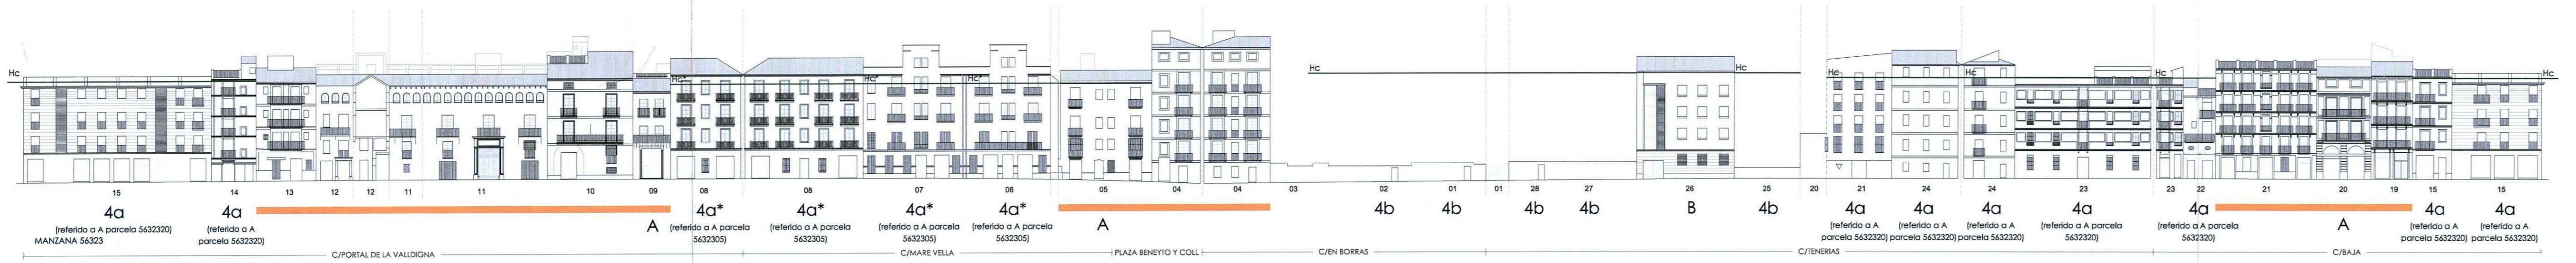 Hc Hc* Hc* Hc* Hc Hc Hc Hc Hc Hc
15 14 13 12 12 11 11 10 09 08 08 07 06 05 04 04 03 02 01 01 28 27 26 25 20 21 24 24 23 23 22 21 20 19 15 15
4a 4a A 4a* 4a* 4a* 4a* A 4b 4b 4b 4b B 4b 4a 4a 4a 4a 4a A 4a 4a
(referido a A parcela 5632320)
MANZANA 56323
(referido a A
parcela 5632320)
(referido a A parcela
5632305)
(referido a A parcela
5632305)
(referido a A parcela
5632305)
(referido a A parcela
5632305)
(referido a A
parcela 5632320)
(referido a A
parcela 5632320)
(referido a A
parcela 5632320)
(referido a A parcela
5632320)
(referido a A parcela
5632320)
(referido a A
parcela 5632320)
(referido a A
parcela 5632320)
C/PORTAL DE LA VALLDIGNA C/MARE VELLA PLAZA BENEYTO Y COLL C/EN BORRAS C/TENERIAS C/BAJA